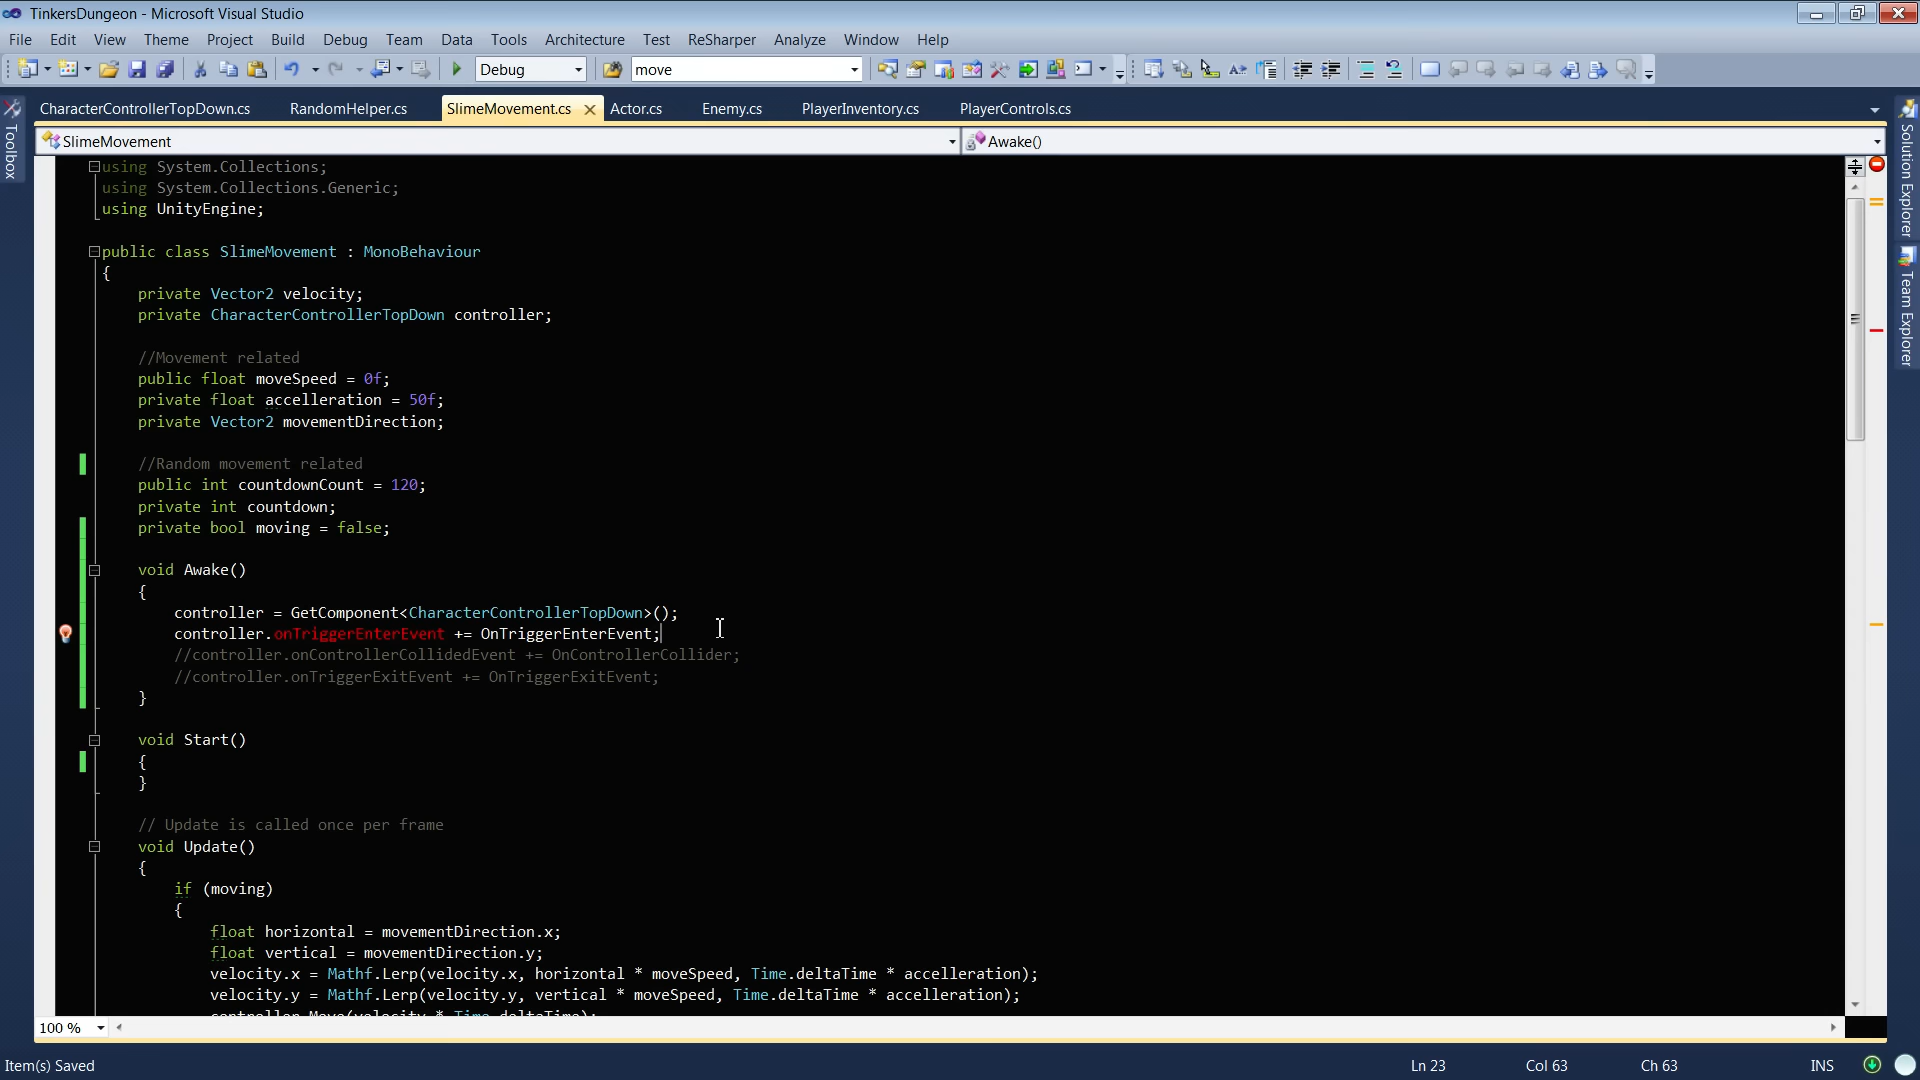 TinkersDungeon - Microsoft Visual Studio
File Edit View Theme Project Build Debug Team Data Tools Architecture Test ReSharper Analyze Window Help
Debug move
CharacterControllerTopDown.cs RandomHelper.cs SlimeMovement.cs Actor.cs Enemy.cs PlayerInventory.cs PlayerControls.cs
Toolbox
Solution Explorer
Team Explorer
SlimeMovement Awake()
using System.Collections;
using System.Collections.Generic;
using UnityEngine;
public class SlimeMovement : MonoBehaviour
{
private Vector2 velocity;
private CharacterControllerTopDown controller;
//Movement related
public float moveSpeed = 0f;
private float accelleration = 50f;
private Vector2 movementDirection;
//Random movement related
public int countdownCount = 120;
private int countdown;
private bool moving = false;
void Awake()
{
controller = GetComponent<CharacterControllerTopDown>();
controller.onTriggerEnterEvent += OnTriggerEnterEvent;
//controller.onControllerCollidedEvent += OnControllerCollider;
//controller.onTriggerExitEvent += OnTriggerExitEvent;
}
void Start()
{
}
// Update is called once per frame
void Update()
{
if (moving)
{
float horizontal = movementDirection.x;
float vertical = movementDirection.y;
velocity.x = Mathf.Lerp(velocity.x, horizontal * moveSpeed, Time.deltaTime * accelleration);
velocity.y = Mathf.Lerp(velocity.y, vertical * moveSpeed, Time.deltaTime * accelleration);
controller.Move(velocity * Time.deltaTime);
100 %
Item(s) Saved Ln 23 Col 63 Ch 63 INS